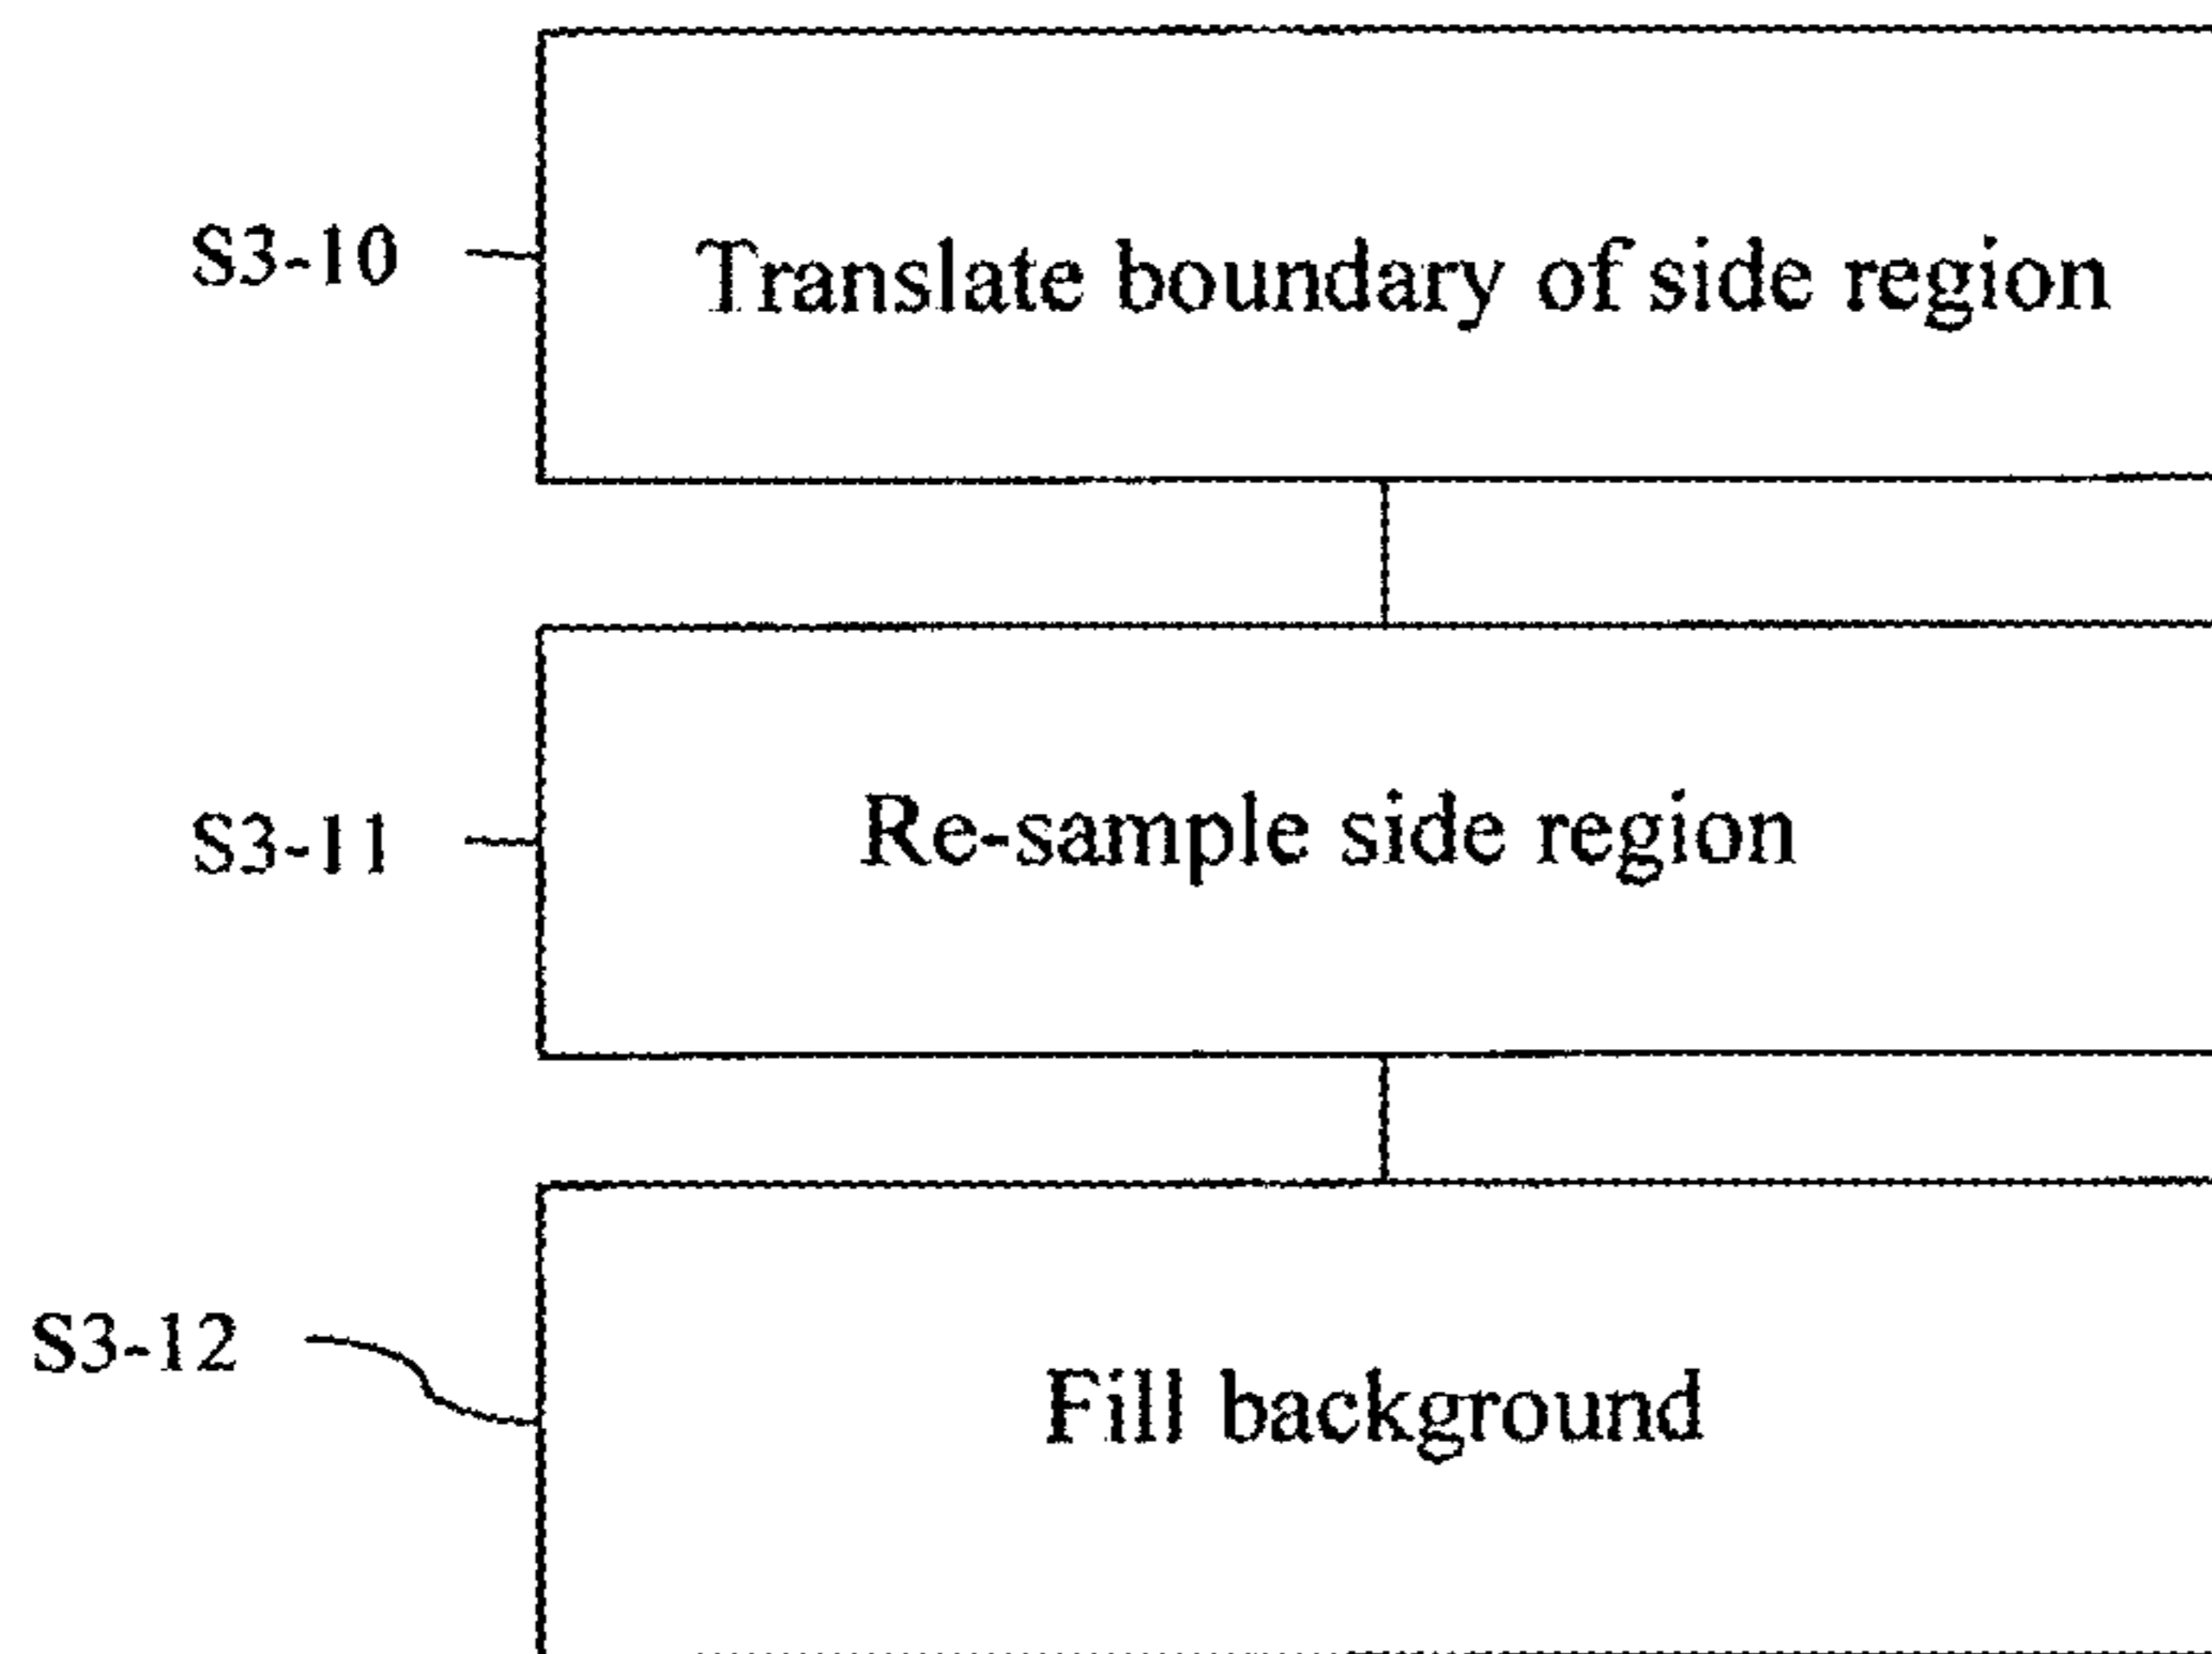 S3-10
Translate boundary of side region
S3-11
Re-sample side region
S3-12
Fill background